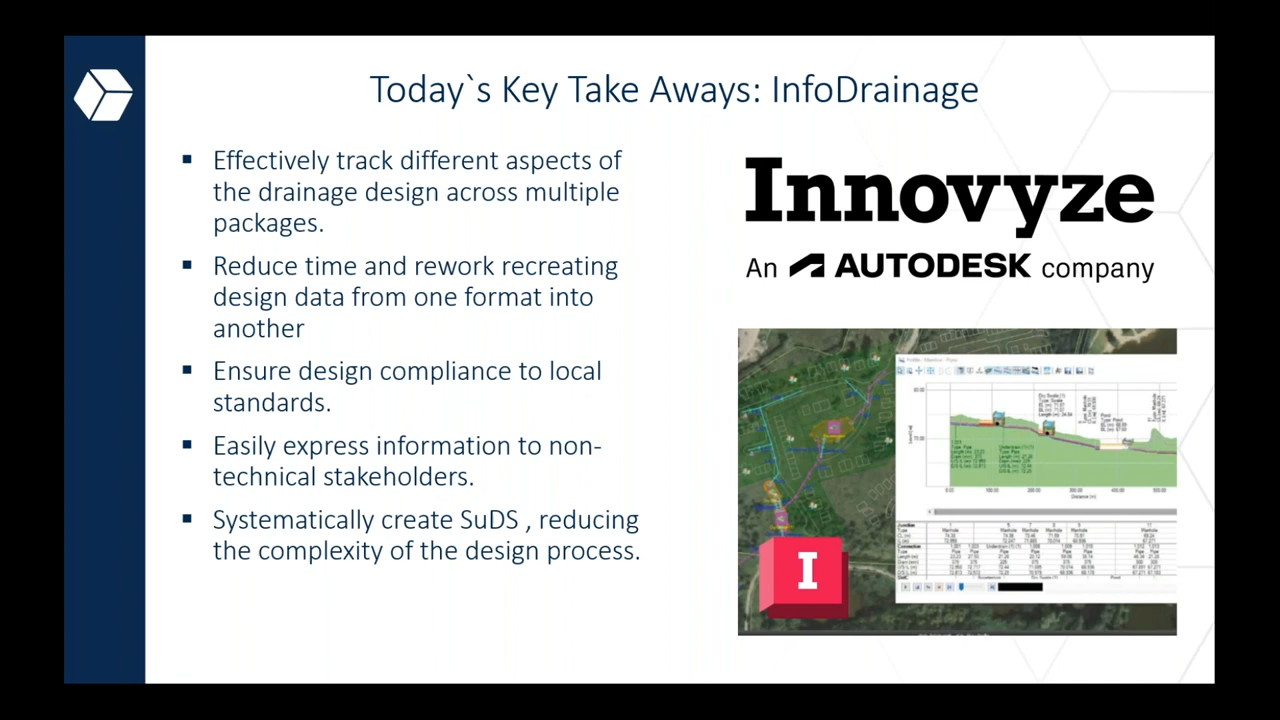 Today`s Key Take Aways: InfoDrainage
▪ Effectively track different aspects of
the drainage design across multiple
packages.
▪ Reduce time and rework recreating
design data from one format into
another
▪ Ensure design compliance to local
standards.
▪ Easily express information to non-
technical stakeholders.
▪ Systematically create SuDS , reducing
the complexity of the design process.
Innovyze
An AUTODESK company
I